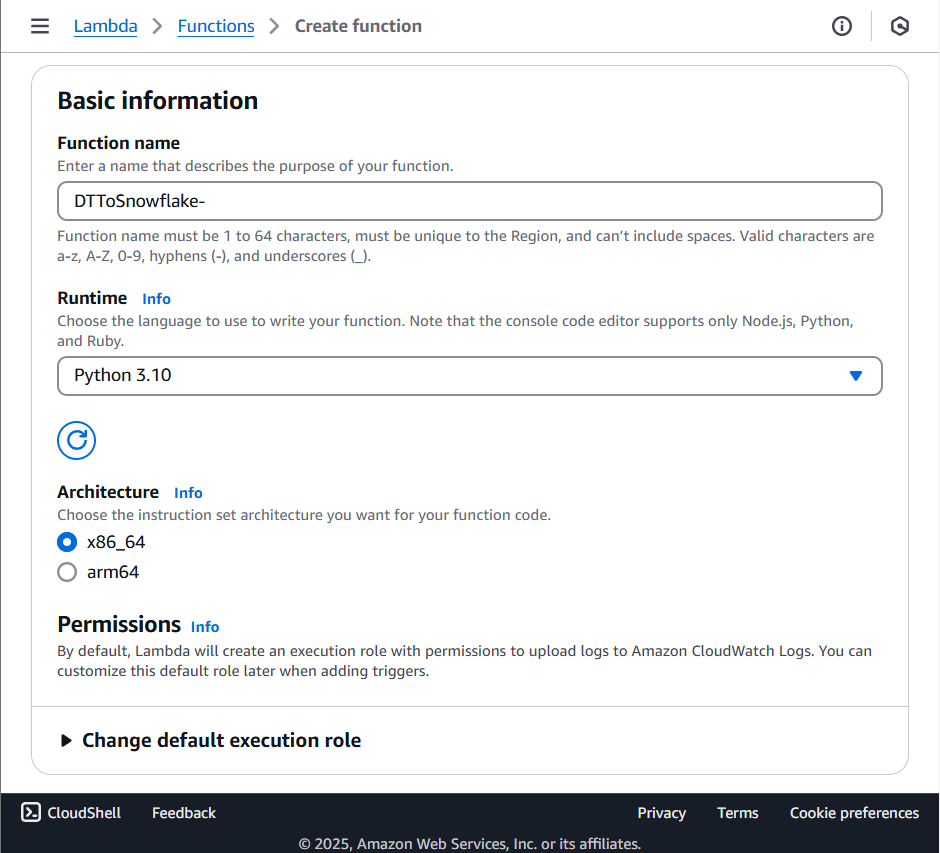 Lambda > Functions > Create function
Basic information
Function name
Enter a name that describes the purpose of your function.
DTToSnowflake-
Function name must be 1 to 64 characters, must be unique to the Region, and can’t include spaces. Valid characters are
a-z, A-Z, 0-9, hyphens (-), and underscores (_).
Runtime Info
Choose the language to use to write your function. Note that the console code editor supports only Node.js, Python,
and Ruby.
Python 3.10
Architecture Info
Choose the instruction set architecture you want for your function code.
x86_64
arm64
Permissions Info
By default, Lambda will create an execution role with permissions to upload logs to Amazon CloudWatch Logs. You can
customize this default role later when adding triggers.
Change default execution role
CloudShell Feedback Privacy Terms Cookie preferences
© 2025, Amazon Web Services, Inc. or its affiliates.